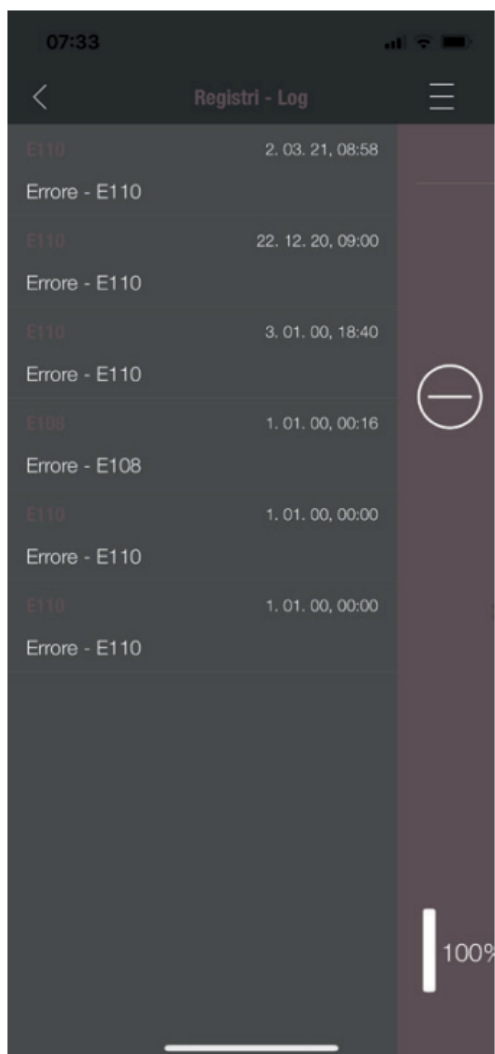 07:33
Registri - Log
E110 2. 03. 21, 08:58
Errore - E110
E110 22. 12. 20, 09:00
Errore - E110
E110 3. 01. 00, 18:40
Errore - E110
E108 1. 01. 00, 00:16
Errore - E108
E110 1. 01. 00, 00:00
Errore - E110
E110 1. 01. 00, 00:00
Errore - E110
100%